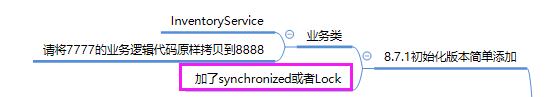 InventoryService
请将7777的业务逻辑代码原样拷贝到8888
业务类
加了synchronized或者Lock
8.7.1初始化版本简单添加